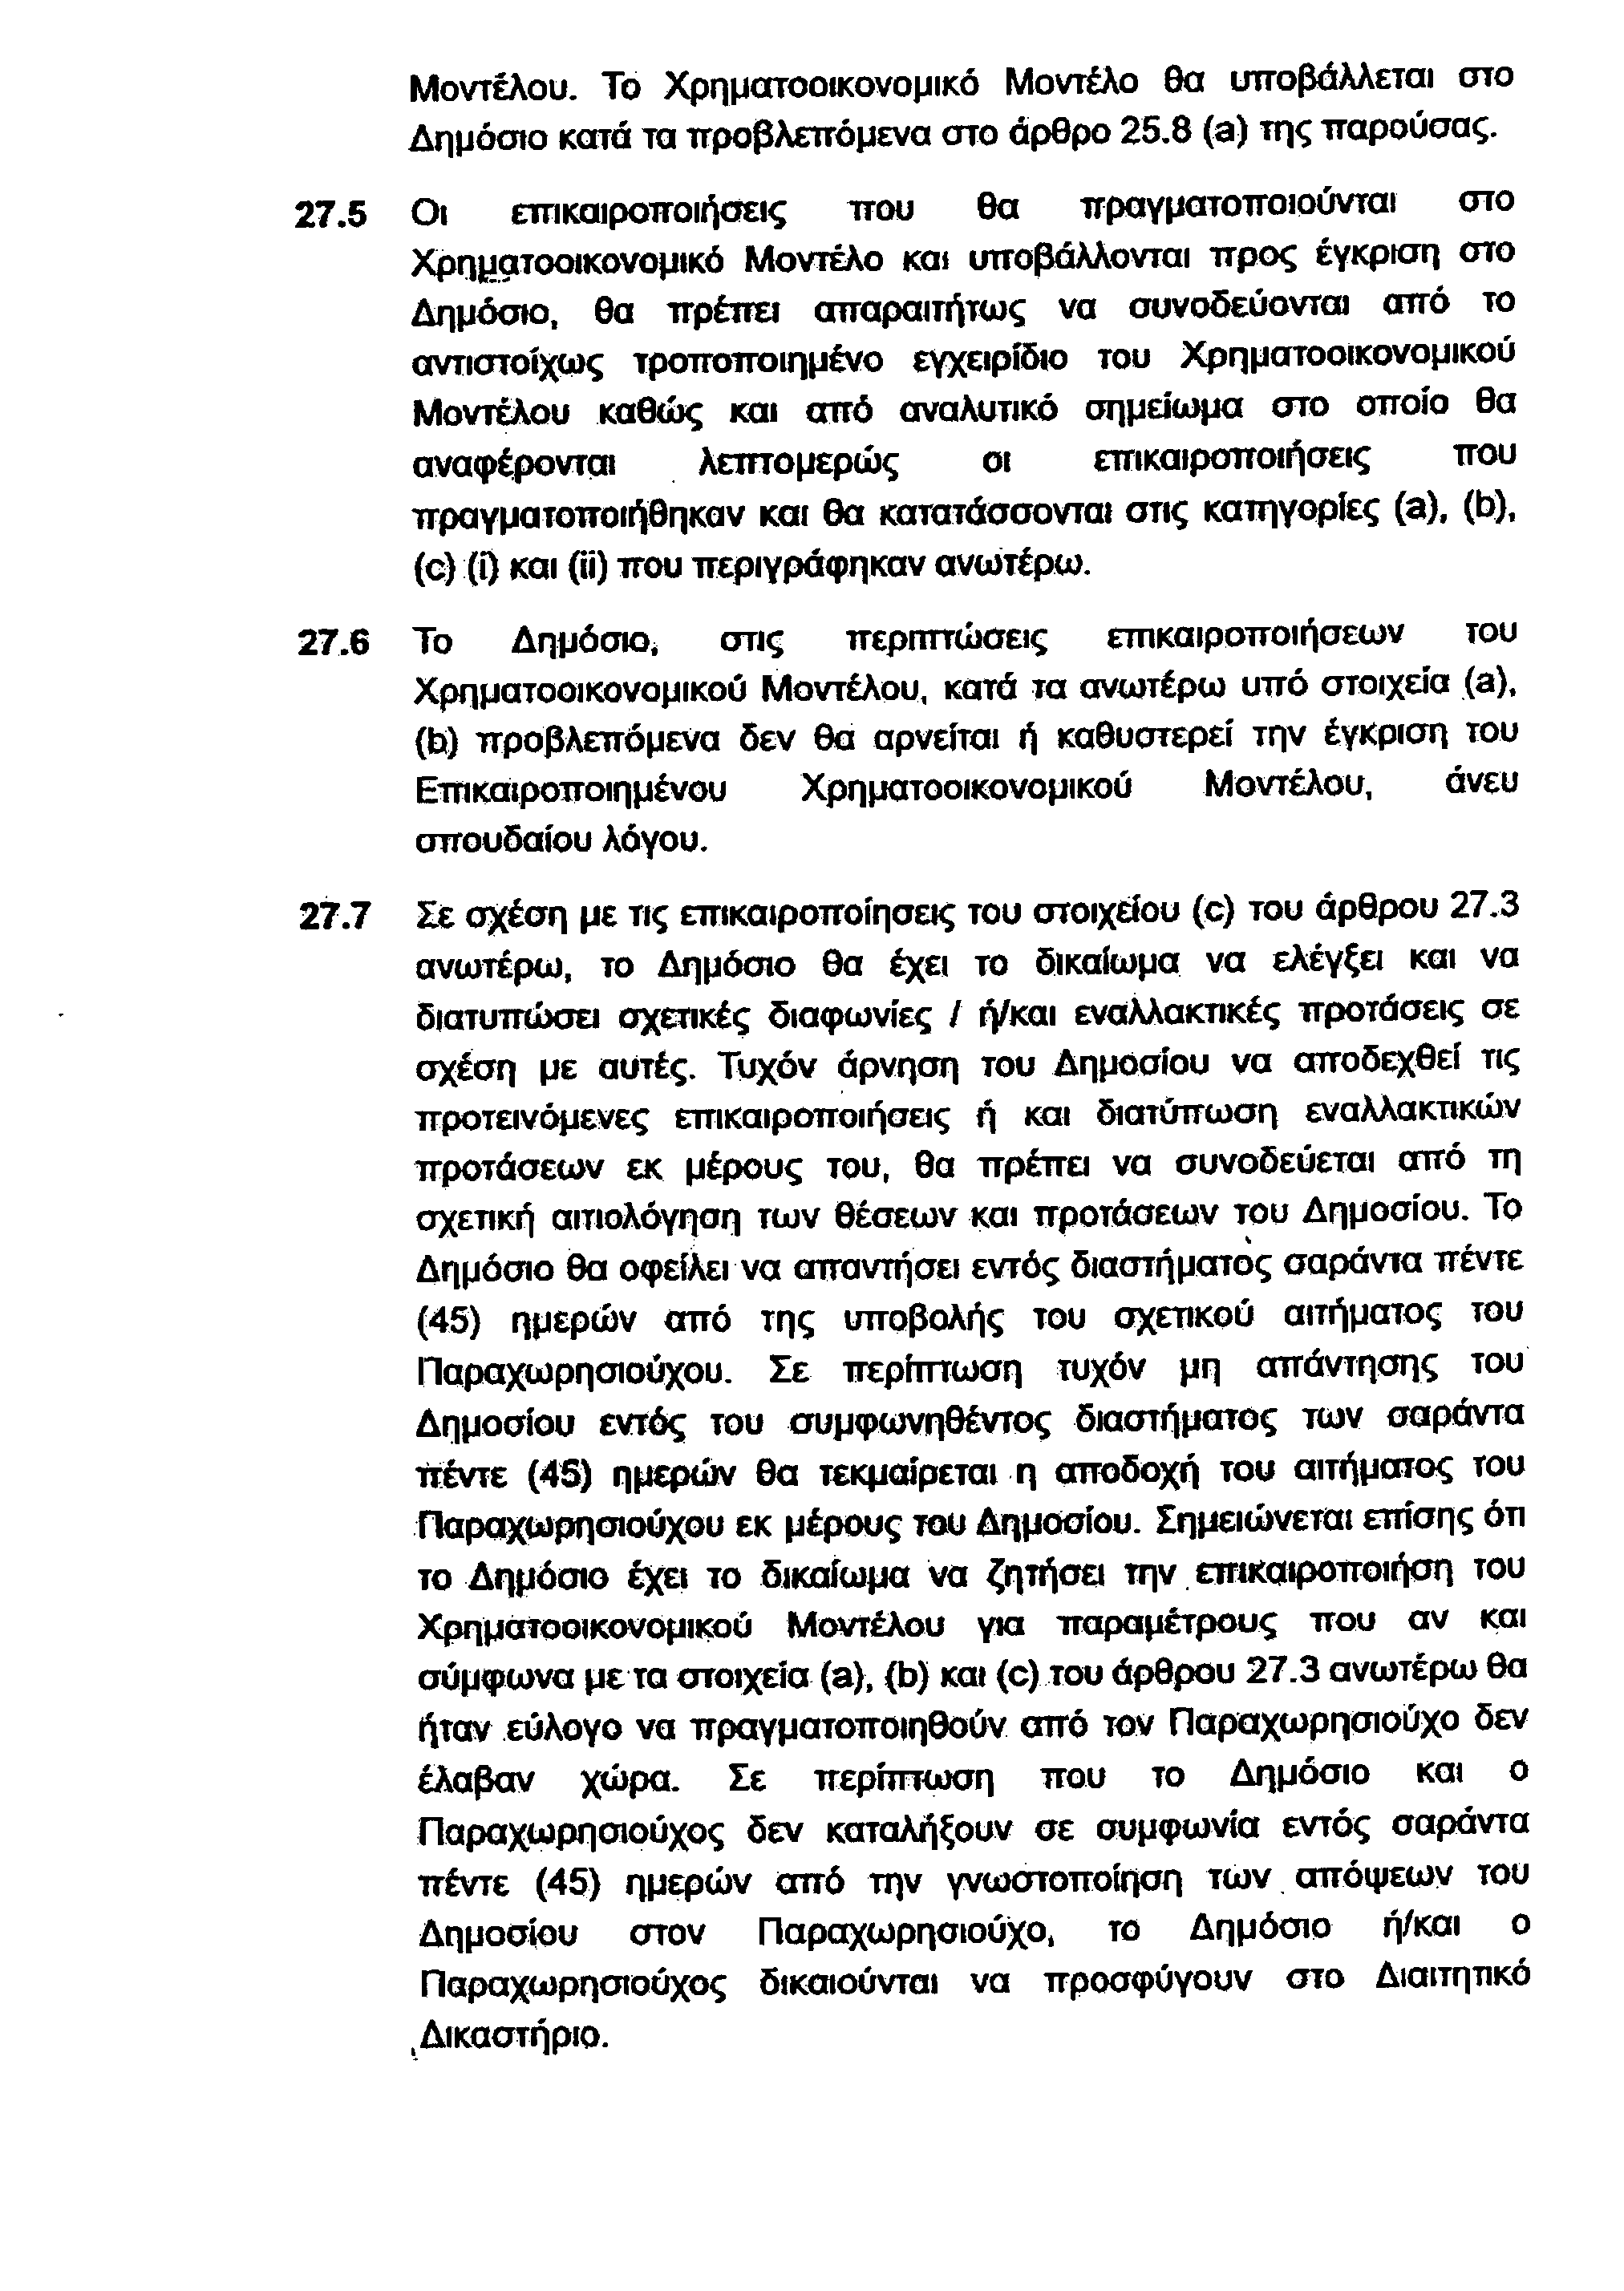 Μοντέλου. Το Χρηματοοικονομικό Μοντέλο θα υποβάλλεται στο
Δημόσιο κατά τα προβλεπόμενα στο άρθρο 25.8 (a) της παρούσας.
27.5 Οι επικαιροποιήσεις που θα πραγματοποιούνται στο
Χρηματοοικονομικό Μοντέλο και υποβάλλονται προς έγκριση στο
Δημόσιο, θα πρέπει απαραιτήτως να συνοδεύονται από το
αντιστοίχως τροποποιημένο εγχειρίδιο του Χρηματοοικονομικού
Μοντέλου καθώς και από αναλυτικό σημείωμα στο οποίο θα
αναφέρονται λεπτομερώς οι επικαιροποιήσεις που
πραγματοποιήθηκαν και θα κατατάσσονται στις κατηγορίες (a), (b),
(c) (i) και (ii) που περιγράφηκαν ανωτέρω.
27.6 Το Δημόσιο, στις περιπτώσεις επικαιροποιήσεων του
Χρηματοοικονομικού Μοντέλου, κατά τα ανωτέρω υπό στοιχεία (a),
(b) προβλεπόμενα δεν θα αρνείται ή καθυστερεί την έγκριση του
Επικαιροποιημένου Χρηματοοικονομικού Μοντέλου, άνευ
σπουδαίου λόγου.
27.7 Σε σχέση με τις επικαιροποίησεις του στοιχείου (c) του άρθρου 27.3
ανωτέρω, το Δημόσιο θα έχει το δικαίωμα να ελέγξει και να
διατυπώσει σχετικές διαφωνίες / ή/και εναλλακτικές προτάσεις σε
σχέση με αυτές. Τυχόν άρνηση του Δημοσίου να αποδεχθεί τις
προτεινόμενες επικαιροποιήσεις ή και διατύπωση εναλλακτικών
προτάσεων εκ μέρους του, θα πρέπει να συνοδεύεται από τη
σχετική αιτιολόγηση των θέσεων και προτάσεων του Δημοσίου. Το
Δημόσιο θα οφείλει να απαντήσει εντός διαστήματος σαράντα πέντε
(45) ημερών από της υποβολής του σχετικού αιτήματος του
Παραχωρησιούχου. Σε περίπτωση τυχόν μη απάντησης του
Δημοσίου εντός του συμφωνηθέντος διαστήματος των σαράντα
πέντε (45) ημερών θα τεκμαίρεται η αποδοχή του αιτήματος του
Παραχωρησιούχου εκ μέρους του Δημοσίου. Σημειώνεται επίσης ότι
το Δημόσιο έχει το δικαίωμα να ζητήσει την επικαιροποιήση του
Χρηματοοικονομικού Μοντέλου για παραμέτρους που αν και
σύμφωνα με τα στοιχεία (a), (b) και (c) του άρθρου 27.3 ανωτέρω θα
ήταν εύλογο να πραγματοποιηθούν από τον Παραχωρησιούχο δεν
έλαβαν χώρα. Σε περίπτωση που το Δημόσιο και ο
Παραχωρησιούχος δεν καταλήξουν σε συμφωνία εντός σαράντα
πέντε (45) ημερών από την γνωστοποίηση των απόψεων του
Δημοσίου στον Παραχωρησιούχο, το Δημόσιο ή/και ο
Παραχωρησιούχος δικαιούνται να προσφύγουν στο Διαιτητικό
Δικαστήριο.